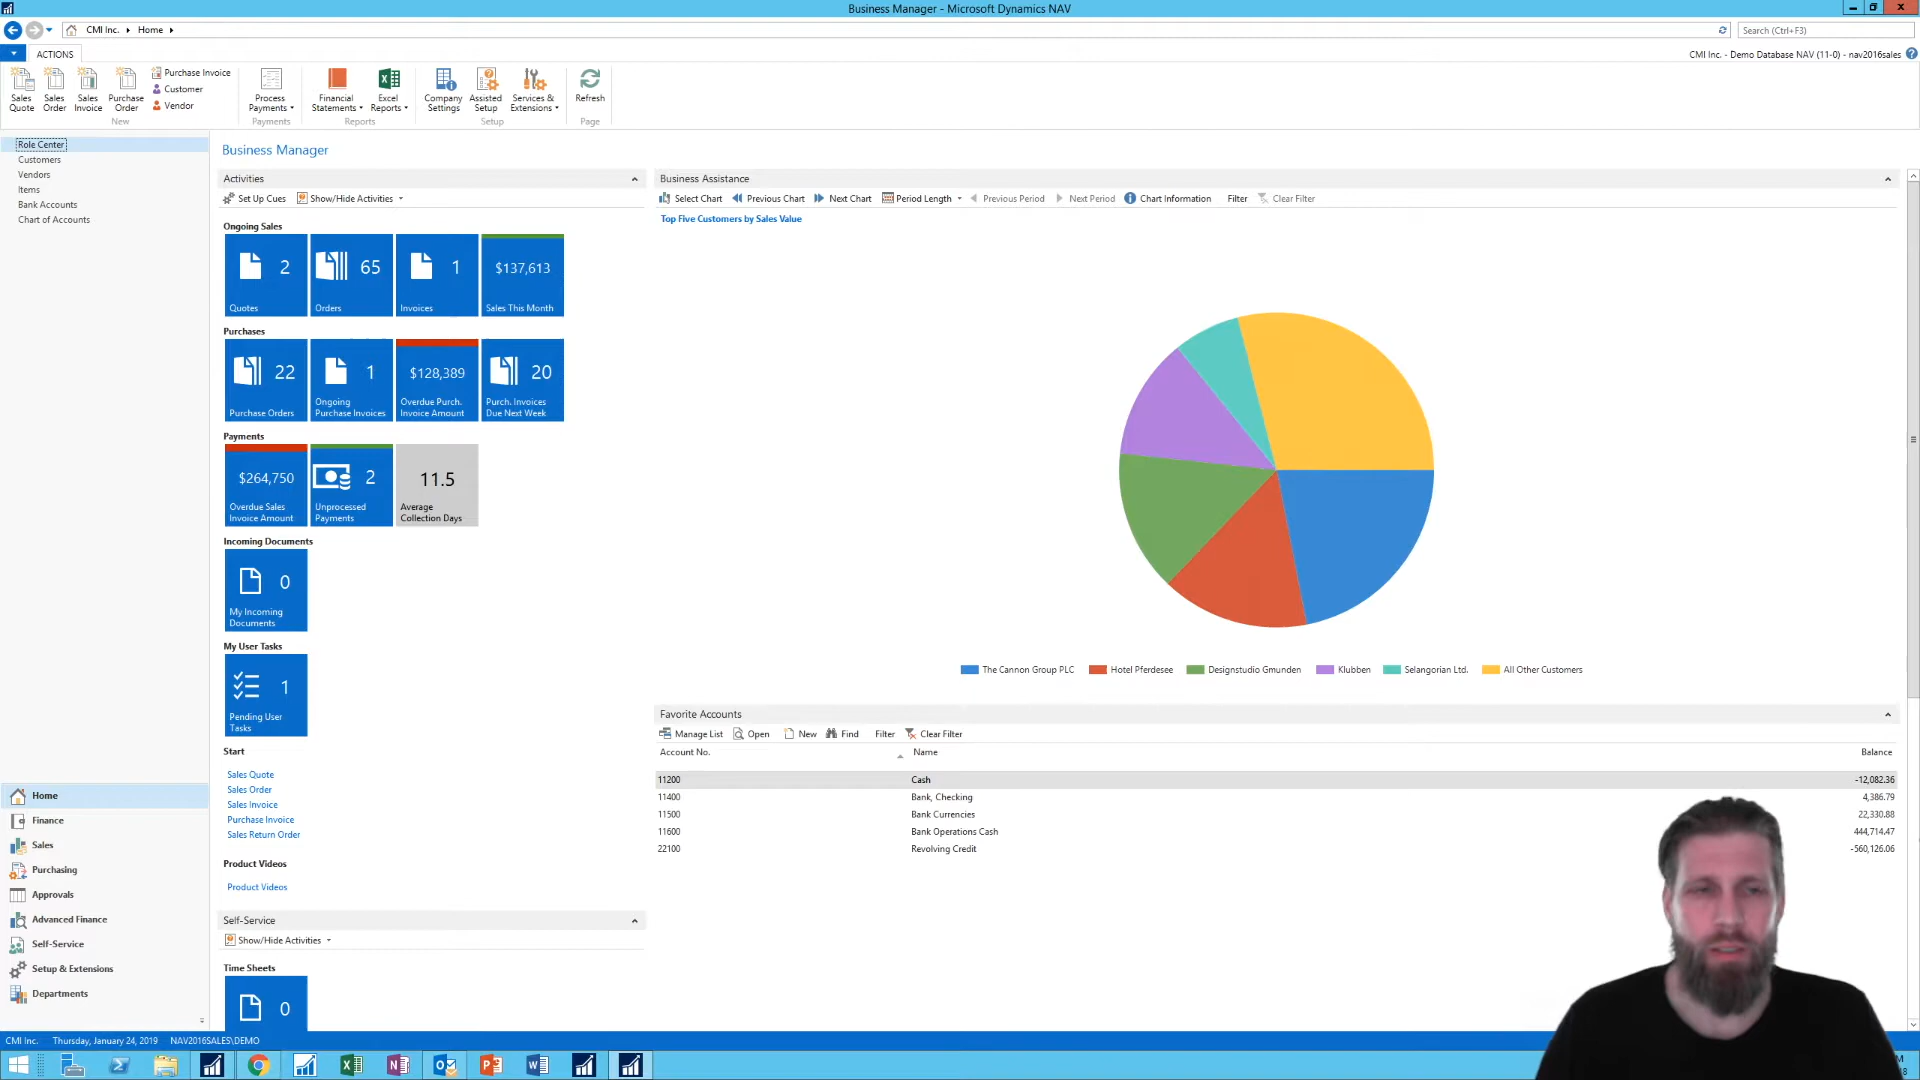 Business Manager - Microsoft Dynamics NAV
CMI Inc. Home
Search (Ctrl+F3)
ACTIONS
CMI Inc. - Demo Database NAV (11-0) - nav2016sales
Sales Quote
Sales Order
Sales Invoice
Purchase Order
Purchase Invoice
Customer
Vendor
New
Process Payments
Payments
Financial Statements
Excel Reports
Reports
Company Settings
Assisted Setup
Services & Extensions
Setup
Refresh
Page
Role Center
Customers
Vendors
Items
Bank Accounts
Chart of Accounts
Home
Finance
Sales
Purchasing
Approvals
Advanced Finance
Self-Service
Setup & Extensions
Departments
Business Manager
Activities
Set Up Cues Show/Hide Activities
Ongoing Sales
2 65 1 $137,613
Quotes Orders Invoices Sales This Month
Purchases
22 1 $128,389 20
Purchase Orders
Ongoing Purchase Invoices
Overdue Purch. Invoice Amount
Purch. Invoices Due Next Week
Payments
$264,750 2 11.5
Overdue Sales Invoice Amount
Unprocessed Payments
Average Collection Days
Incoming Documents
0
My Incoming Documents
My User Tasks
1
Pending User Tasks
Start
Sales Quote
Sales Order
Sales Invoice
Purchase Invoice
Sales Return Order
Product Videos
Product Videos
Self-Service
Show/Hide Activities
Time Sheets
0
Business Assistance
Select Chart Previous Chart Next Chart Period Length Previous Period Next Period Chart Information Filter Clear Filter
Top Five Customers by Sales Value
The Cannon Group PLC Hotel Pferdesee Designstudio Gmunden Klubben Selangorian Ltd. All Other Customers
Favorite Accounts
Manage List Open New Find Filter Clear Filter
Account No. Name Balance
11200 Cash -12,082.36
11400 Bank, Checking 4,386.79
11500 Bank Currencies 22,330.88
11600 Bank Operations Cash 444,714.47
22100 Revolving Credit -560,126.06
CMI Inc. Thursday, January 24, 2019 NAV2016SALES\DEMO